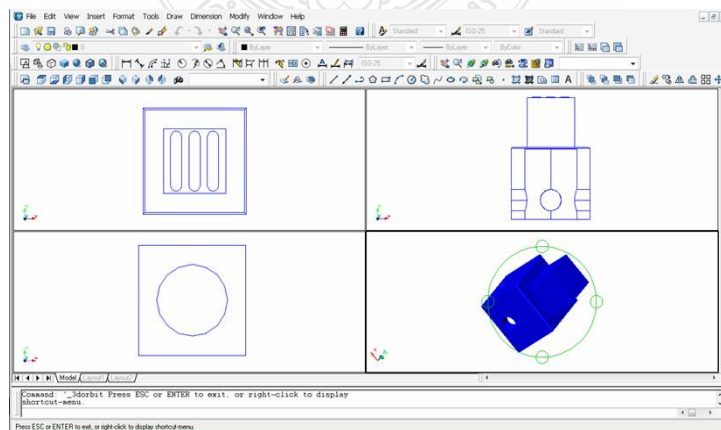 File Edit View Insert Format Tools Draw Dimension Modify Window Help
Standard ISO-25 Standard
0 ByLayer ByLayer ByLayer ByColor
ISO-25
Model Layout1 Layout2
Command: '_3dorbit Press ESC or ENTER to exit, or right-click to display
shortcut-menu.
Press ESC or ENTER to exit, or right-click to display shortcut-menu.